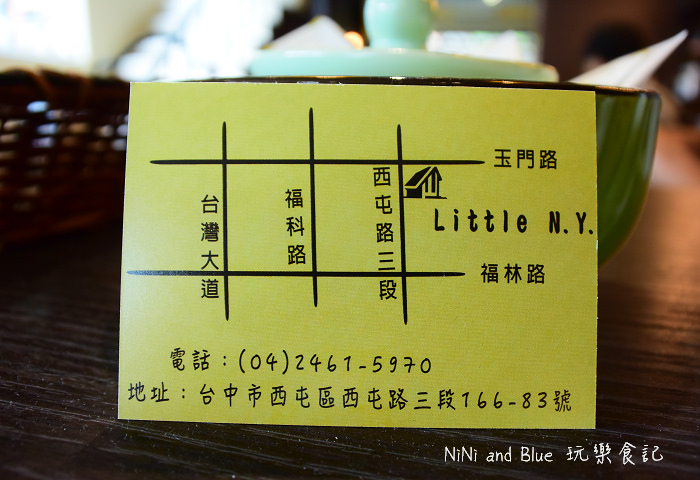 玉門路
台灣大道
福科路
西屯路三段
Little N.Y.
福林路
電話：(04)2461-5970
地址：台中市西屯區西屯路三段166-83號
NiNi and Blue 玩樂食記